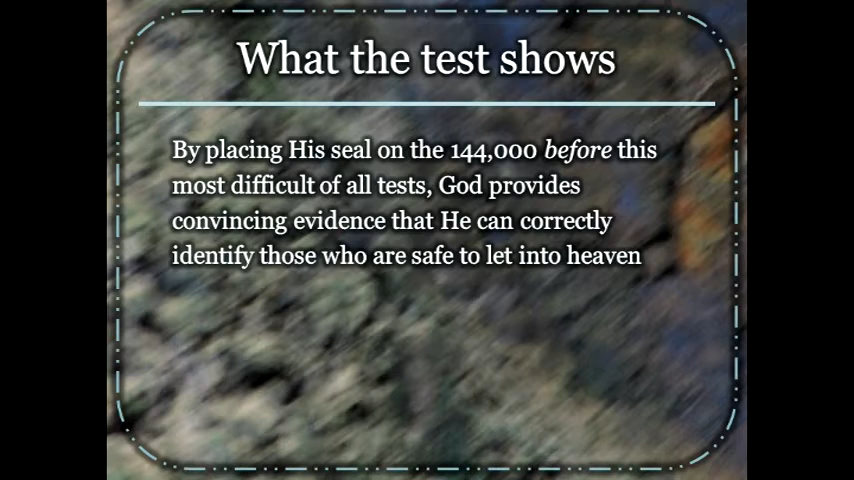 What the test shows
By placing His seal on the 144,000 before this
most difficult of all tests, God provides
convincing evidence that He can correctly
identify those who are safe to let into heaven